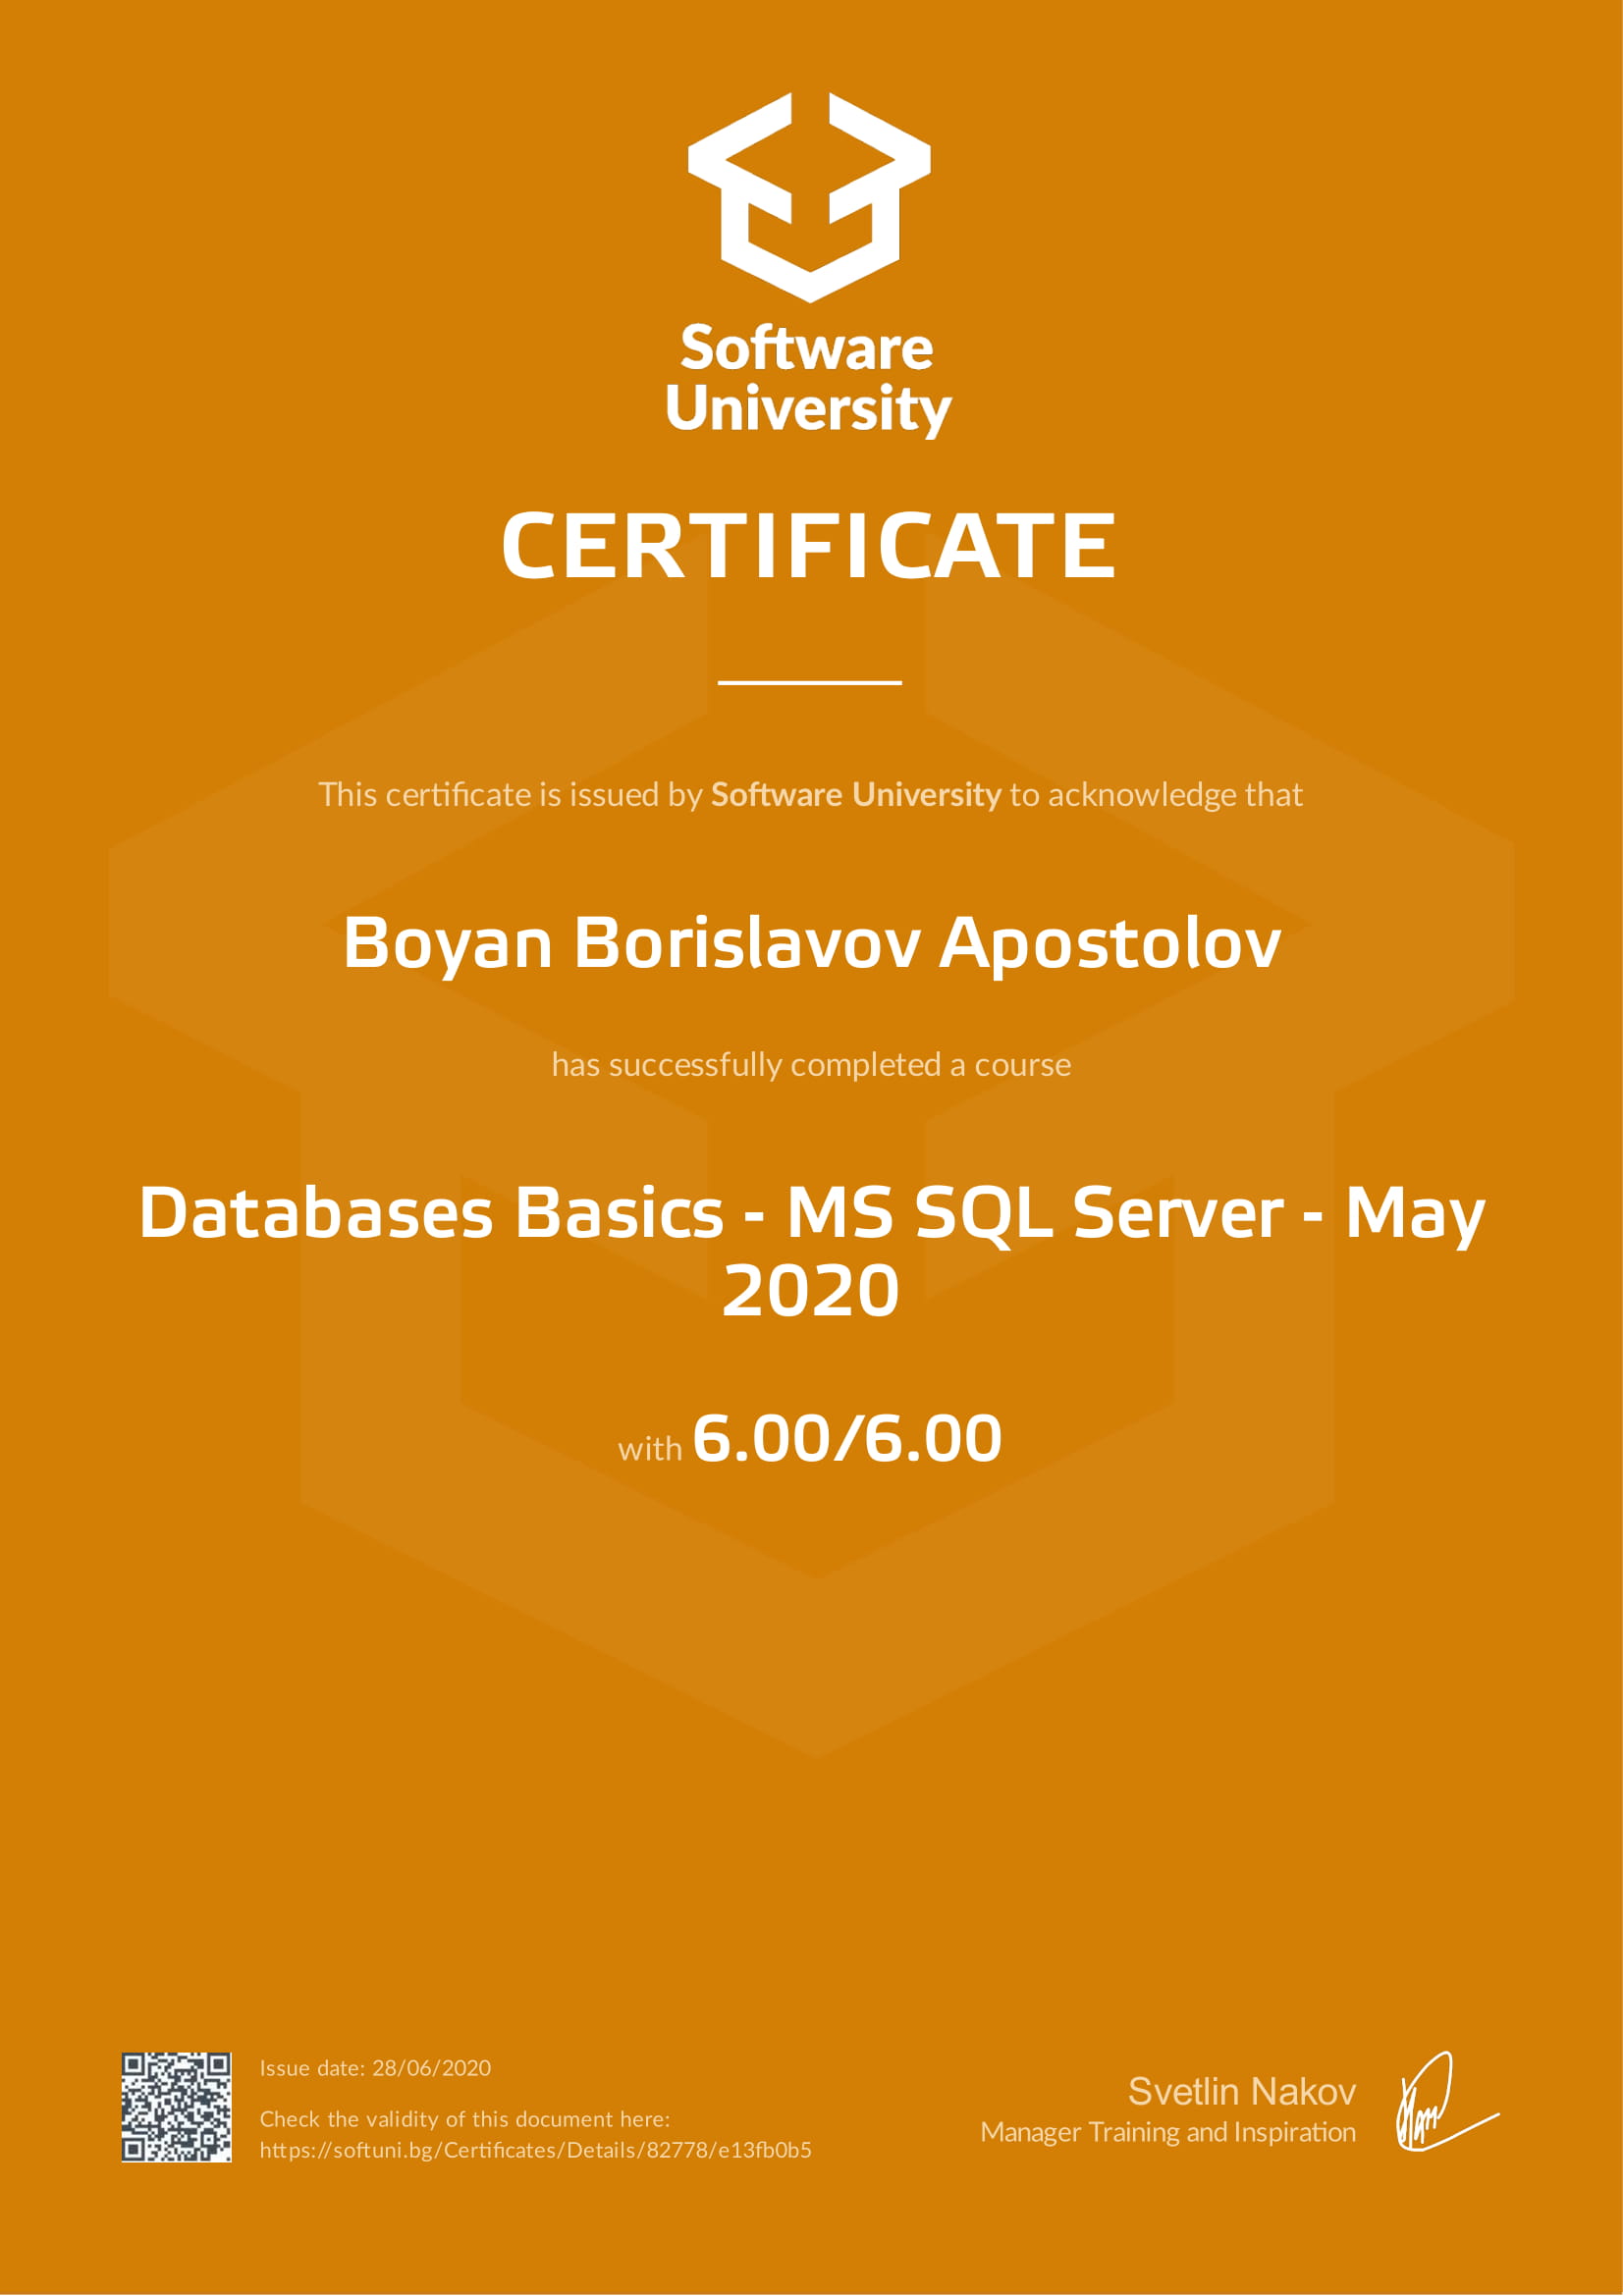 Software
University
CERTIFICATE
This certificate is issued by Software University to acknowledge that
Boyan Borislavov Apostolov
has successfully completed a course
Databases Basics - MS SQL Server - May
2020
with 6.00/6.00
Issue date: 28/06/2020
Check the validity of this document here:
https://softuni.bg/Certificates/Details/82778/e13fb0b5
Svetlin Nakov
Manager Training and Inspiration